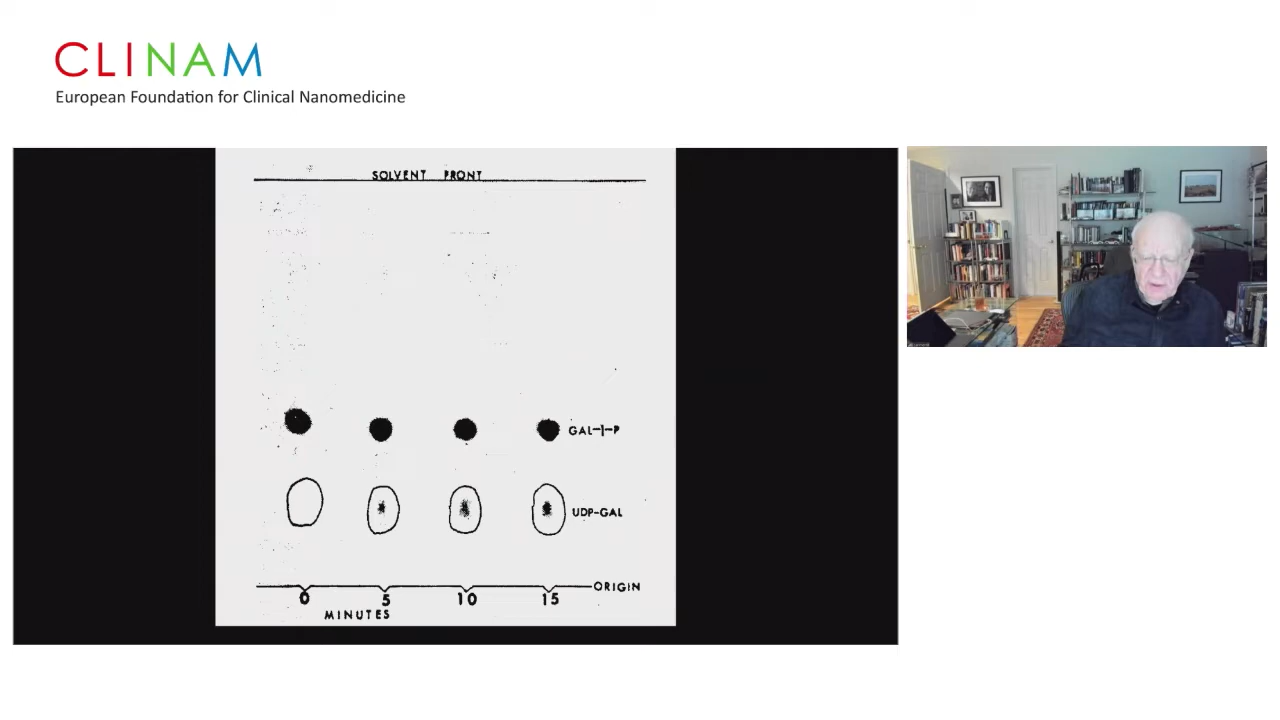 CLINAM
European Foundation for Clinical Nanomedicine
SOLVENT FRONT
GAL-1-P
UDP-GAL
ORIGIN
0 5 10 15
MINUTES